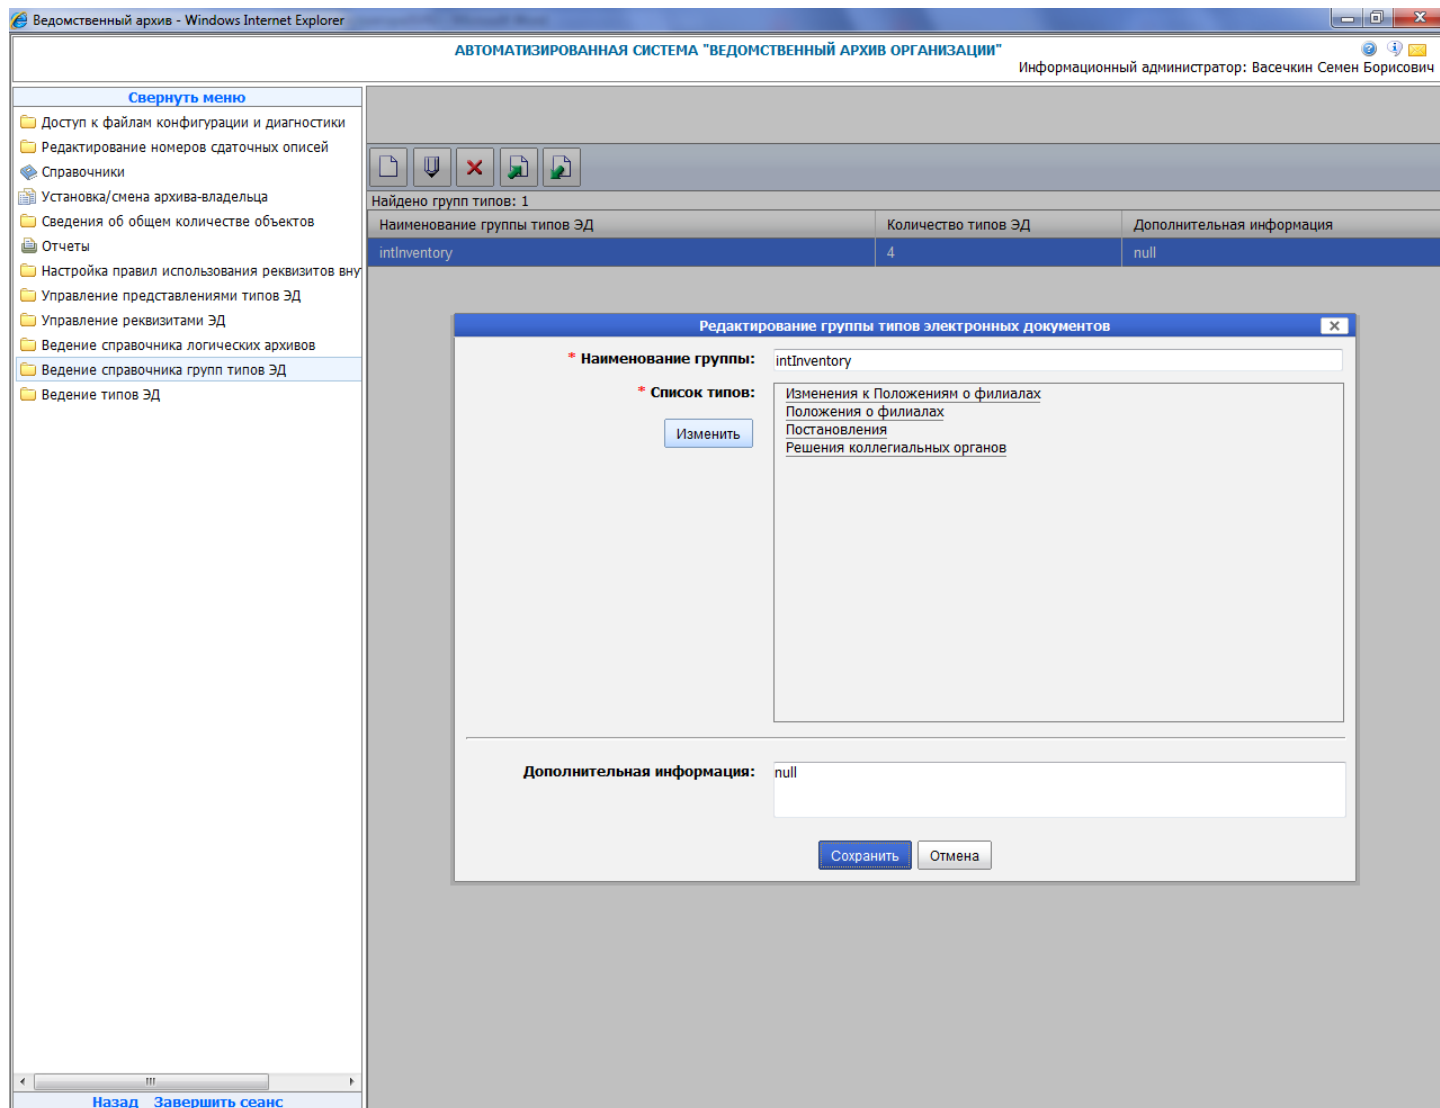 Ведомственный архив - Windows Internet Explorer
АВТОМАТИЗИРОВАННАЯ СИСТЕМА "ВЕДОМСТВЕННЫЙ АРХИВ ОРГАНИЗАЦИИ"
Информационный администратор: Васечкин Семен Борисович
Свернуть меню
Доступ к файлам конфигурации и диагностики
Редактирование номеров сдаточных описей
Справочники
Установка/смена архива-владельца
Сведения об общем количестве объектов
Отчеты
Настройка правил использования реквизитов вну
Управление представлениями типов ЭД
Управление реквизитами ЭД
Ведение справочника логических архивов
Ведение справочника групп типов ЭД
Ведение типов ЭД
Назад Завершить сеанс
Найдено групп типов: 1
Наименование группы типов ЭД Количество типов ЭД Дополнительная информация
intInventory 4 null
Редактирование группы типов электронных документов
* Наименование группы: intInventory
* Список типов:
Изменить
Изменения к Положениям о филиалах
Положения о филиалах
Постановления
Решения коллегиальных органов
Дополнительная информация: null
Сохранить Отмена